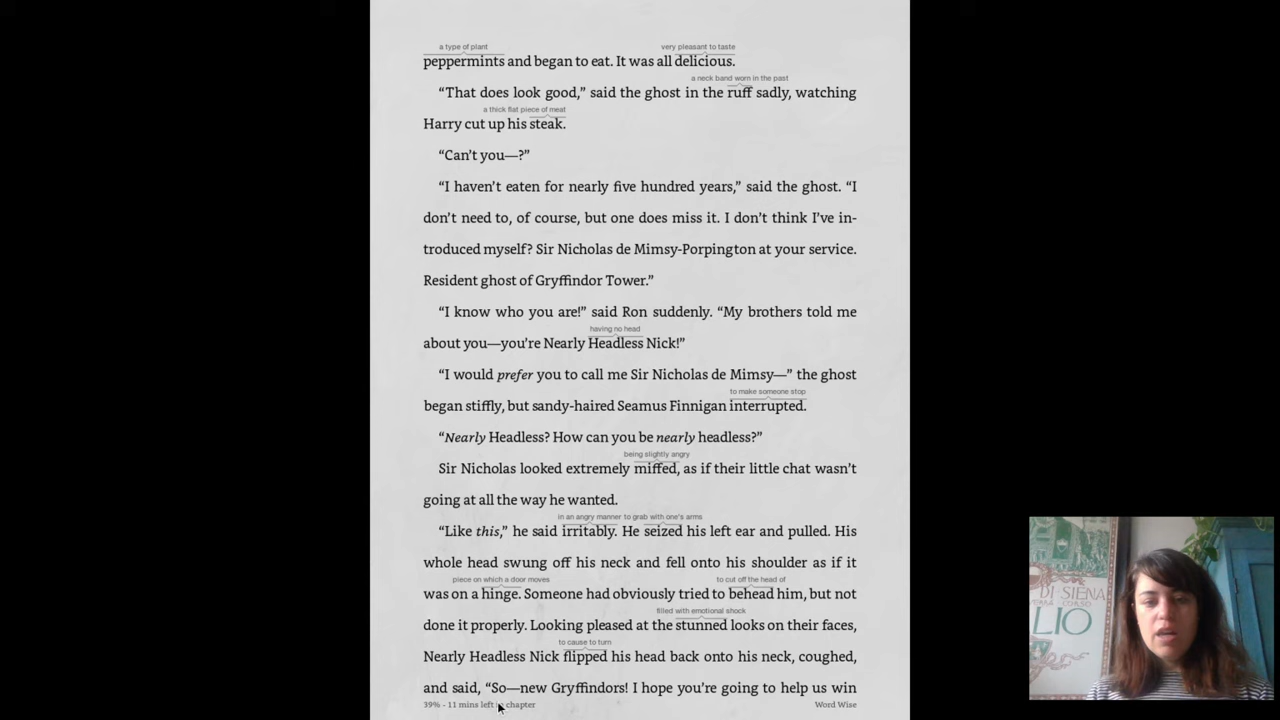 a type of plant very pleasant to taste
peppermints and began to eat. It was all delicious.
a neck band worn in the past
“That does look good,” said the ghost in the ruff sadly, watching
a thick flat piece of meat
Harry cut up his steak.
“Can’t you—?”
“I haven’t eaten for nearly five hundred years,” said the ghost. “I
don’t need to, of course, but one does miss it. I don’t think I’ve in-
troduced myself? Sir Nicholas de Mimsy-Porpington at your service.
Resident ghost of Gryffindor Tower.”
“I know who you are!” said Ron suddenly. “My brothers told me
having no head
about you—you’re Nearly Headless Nick!”
“I would prefer you to call me Sir Nicholas de Mimsy—” the ghost
to make someone stop
began stiffly, but sandy-haired Seamus Finnigan interrupted.
“Nearly Headless? How can you be nearly headless?”
being slightly angry
Sir Nicholas looked extremely miffed, as if their little chat wasn’t
going at all the way he wanted.
in an angry manner to grab with one's arms
“Like this,” he said irritably. He seized his left ear and pulled. His
whole head swung off his neck and fell onto his shoulder as if it
piece on which a door moves to cut off the head of
was on a hinge. Someone had obviously tried to behead him, but not
filled with emotional shock
done it properly. Looking pleased at the stunned looks on their faces,
to cause to turn
Nearly Headless Nick flipped his head back onto his neck, coughed,
and said, “So—new Gryffindors! I hope you’re going to help us win
39% - 11 mins left in chapter Word Wise
DI SIENA
CORSO
LIO